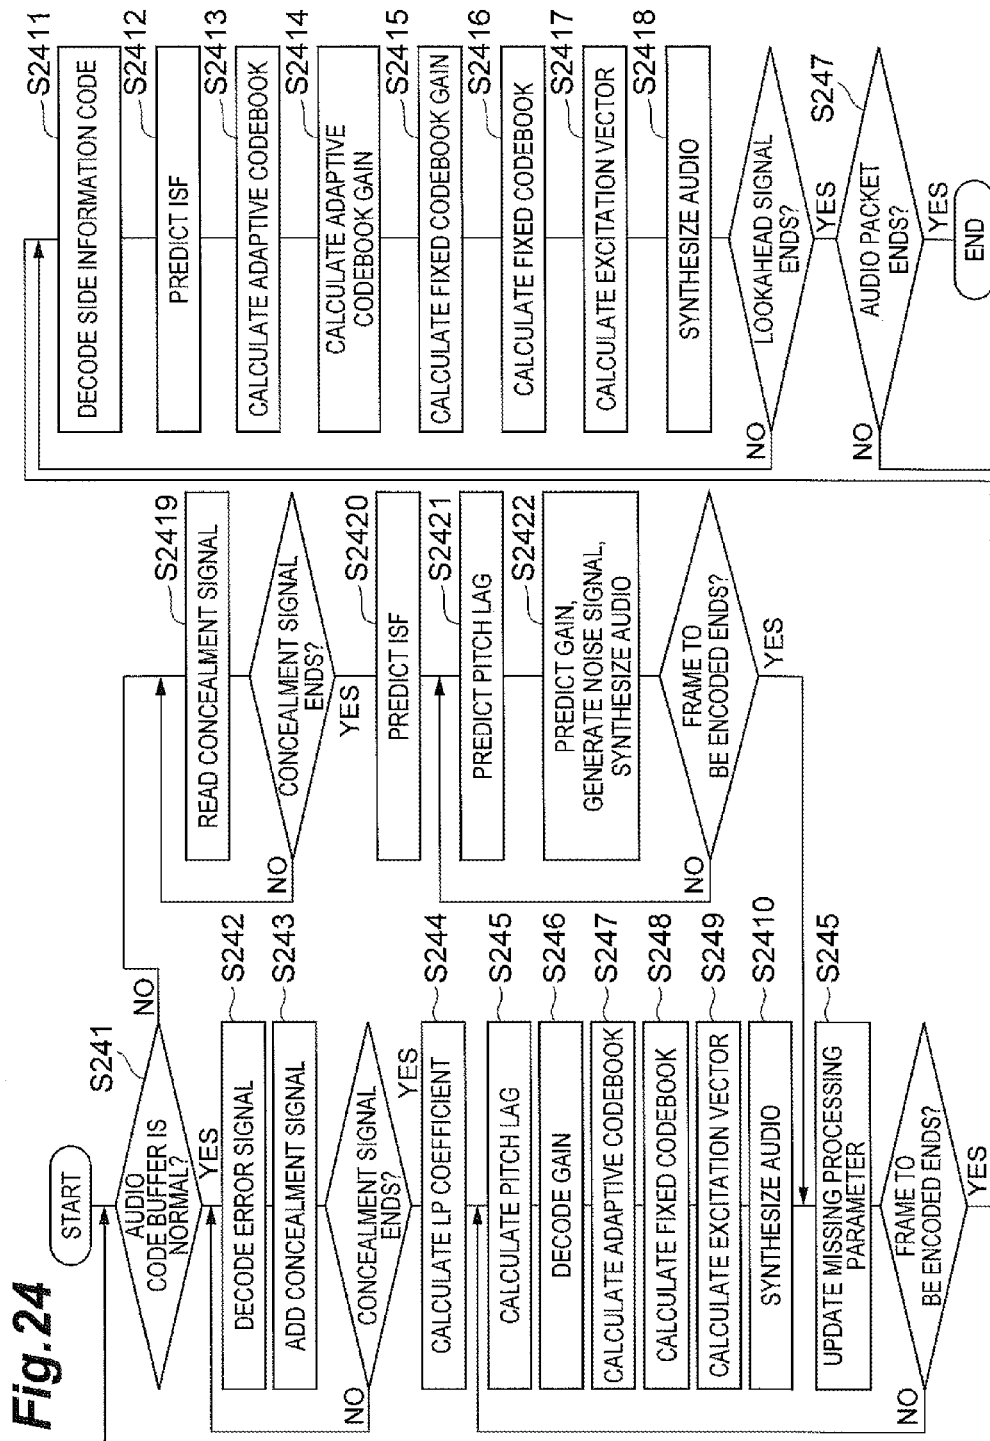 Fig.24
START
AUDIO
CODE BUFFER IS
NORMAL?
S241
NO
YES
DECODE ERROR SIGNAL
S242
ADD CONCEALMENT SIGNAL
S243
CONCEALMENT SIGNAL
ENDS?
NO
YES
CALCULATE LP COEFFICIENT
S244
CALCULATE PITCH LAG
S245
DECODE GAIN
S246
CALCULATE ADAPTIVE CODEBOOK
S247
CALCULATE FIXED CODEBOOK
S248
CALCULATE EXCITATION VECTOR
S249
SYNTHESIZE AUDIO
S2410
UPDATE MISSING PROCESSING
PARAMETER
S245
FRAME TO
BE ENCODED ENDS?
NO
YES
READ CONCEALMENT SIGNAL
S2419
CONCEALMENT SIGNAL
ENDS?
NO
YES
PREDICT ISF
S2420
PREDICT PITCH LAG
S2421
PREDICT GAIN,
GENERATE NOISE SIGNAL,
SYNTHESIZE AUDIO
S2422
FRAME TO
BE ENCODED ENDS?
NO
YES
DECODE SIDE INFORMATION CODE
S2411
PREDICT ISF
S2412
CALCULATE ADAPTIVE CODEBOOK
S2413
CALCULATE ADAPTIVE
CODEBOOK GAIN
S2414
CALCULATE FIXED CODEBOOK GAIN
S2415
CALCULATE FIXED CODEBOOK
S2416
CALCULATE EXCITATION VECTOR
S2417
SYNTHESIZE AUDIO
S2418
LOOKAHEAD SIGNAL
ENDS?
NO
YES
AUDIO PACKET
ENDS?
S247
NO
YES
END